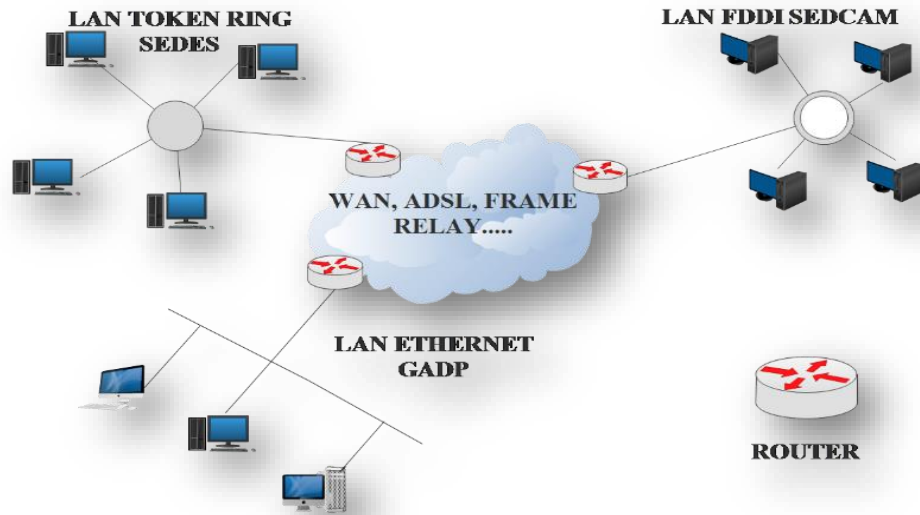 LAN TOKEN RING
SEDES
LAN FDDI SEDCAM
WAN, ADSL, FRAME
RELAY.....
LAN ETHERNET
GADP
ROUTER